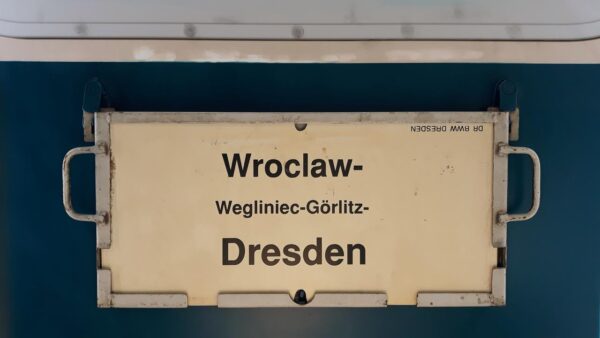 DR BWW DRESDEN
Wroclaw-
Wegliniec-Görlitz-
Dresden